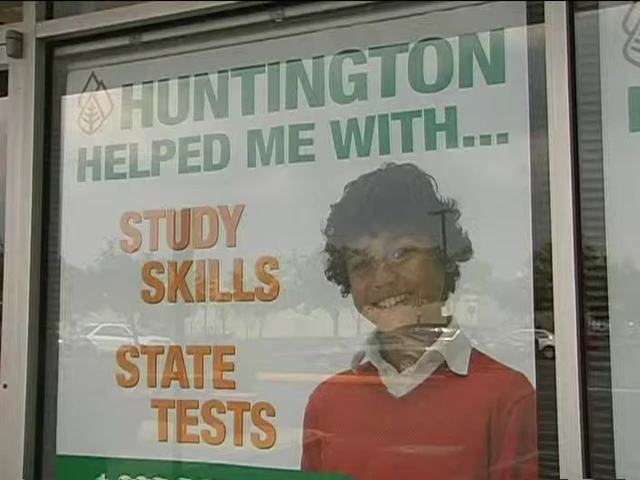 HUNTINGTON
HELPED ME WITH...
STUDY
SKILLS
STATE
TESTS